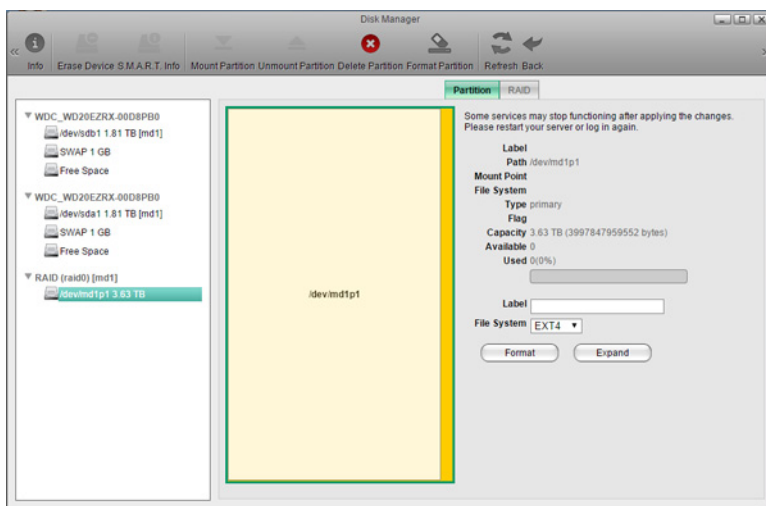 Disk Manager
«
Info Erase Device S.M.A.R.T. Info Mount Partition Unmount Partition Delete Partition Format Partition Refresh Back
Partition RAID
WDC_WD20EZRX-00D8PB0
/dev/sdb1 1.81 TB [md1]
SWAP 1 GB
Free Space
WDC_WD20EZRX-00D8PB0
/dev/sda1 1.81 TB [md1]
SWAP 1 GB
Free Space
RAID (raid0) [md1]
/dev/md1p1 3.63 TB
/dev/md1p1
Some services may stop functioning after applying the changes.
Please restart your server or log in again.
Label
Path /dev/md1p1
Mount Point
File System
Type primary
Flag
Capacity 3.63 TB (3997847959552 bytes)
Available 0
Used 0(0%)
Label
File System EXT4
Format Expand